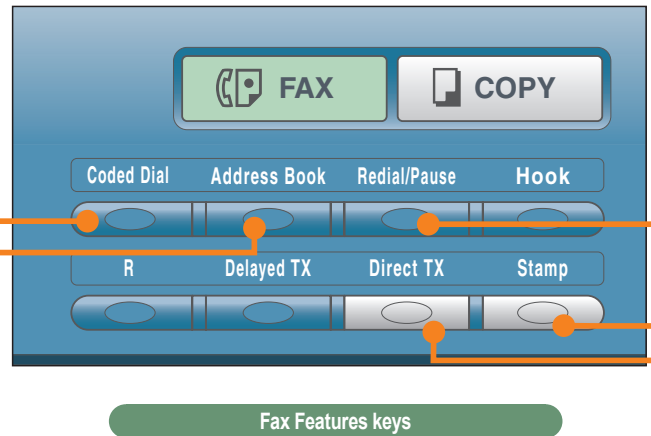 FAX COPY
Coded Dial Address Book Redial/Pause Hook
R Delayed TX Direct TX Stamp
Fax Features keys